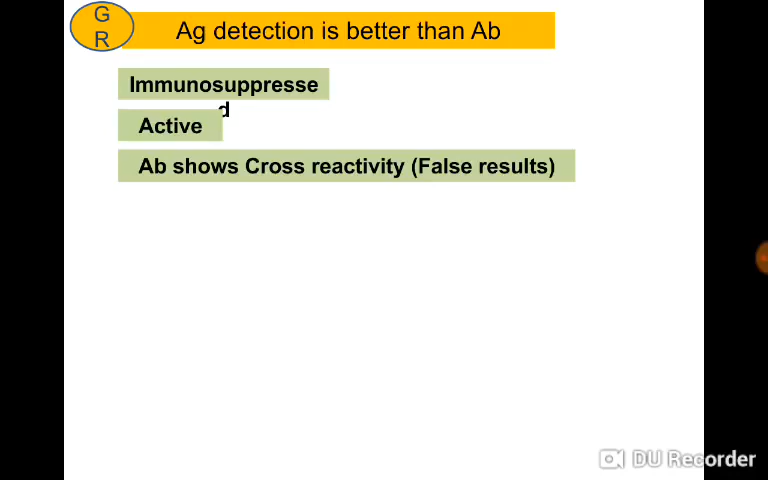 G
R
Ag detection is better than Ab
Immunosuppresse
d
Active
Ab shows Cross reactivity (False results)
DU Recorder